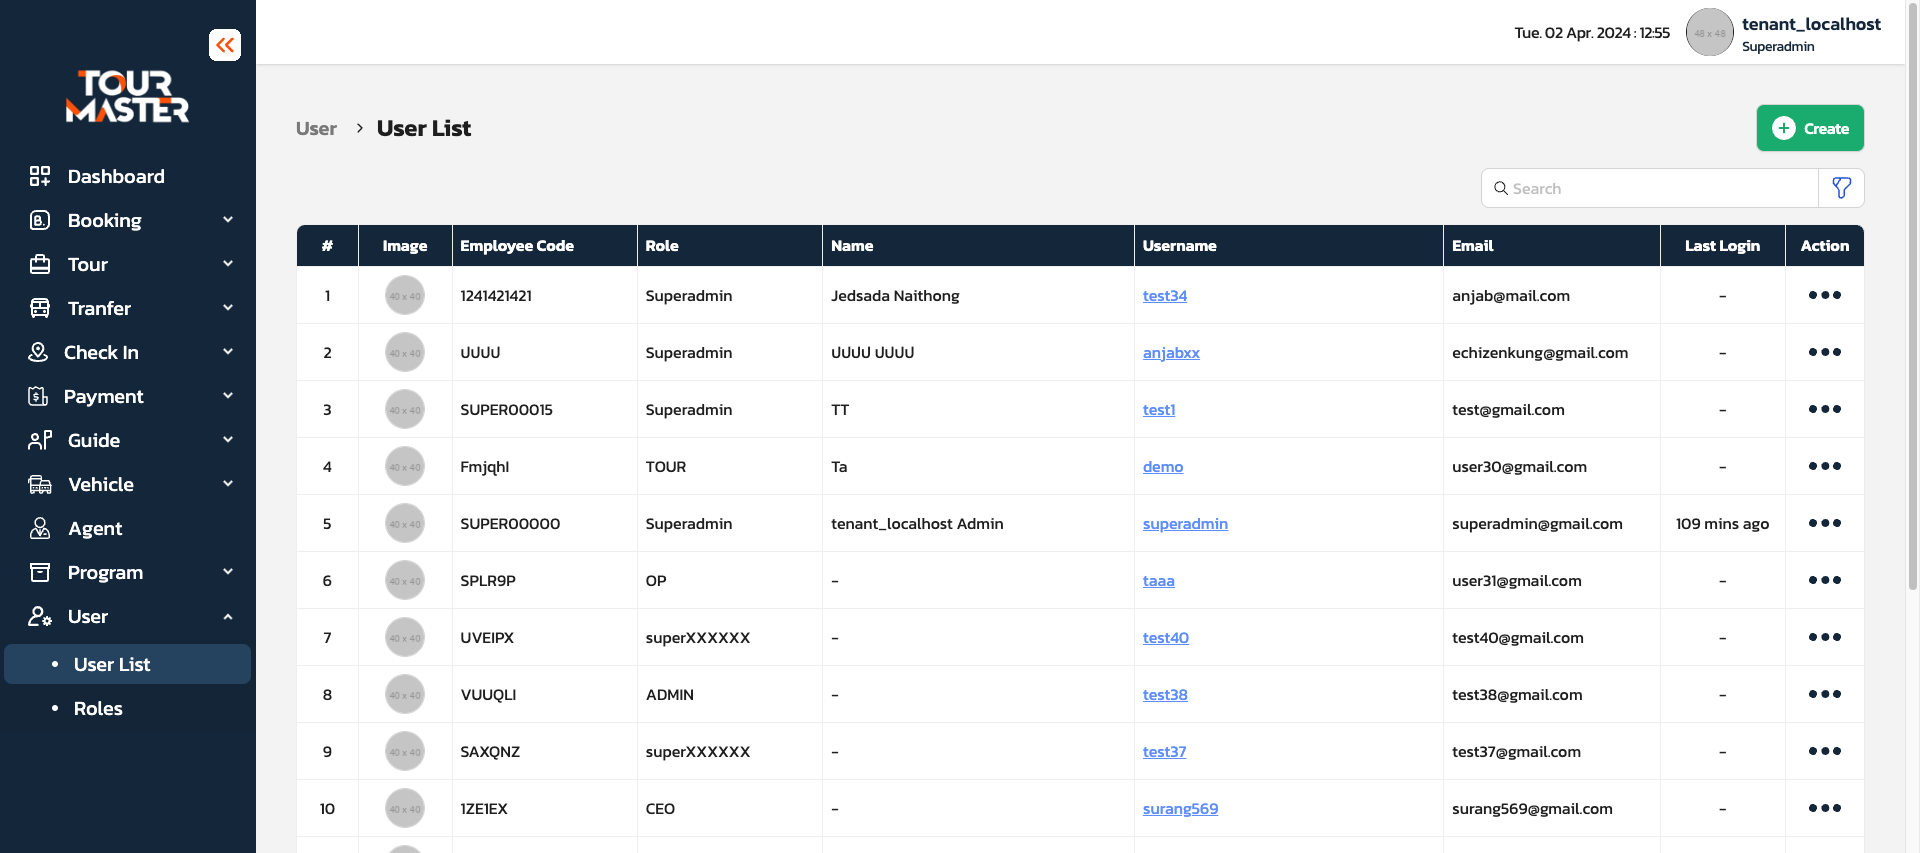 Tue. 02 Apr. 2024 : 12:55
48 x 48
tenant_localhost
Superadmin
TOUR
MASTER
Dashboard
Booking
Tour
Tranfer
Check In
Payment
Guide
Vehicle
Agent
Program
User
• User List
• Roles
User > User List
Create
Search
# Image Employee Code Role Name Username Email Last Login Action
1 40 x 40 1241421421 Superadmin Jedsada Naithong test34 anjab@mail.com -
2 40 x 40 UUUU Superadmin UUUU UUUU anjabxx echizenkung@gmail.com -
3 40 x 40 SUPER00015 Superadmin TT test1 test@gmail.com -
4 40 x 40 FmjqhI TOUR Ta demo user30@gmail.com -
5 40 x 40 SUPER00000 Superadmin tenant_localhost Admin superadmin superadmin@gmail.com 109 mins ago
6 40 x 40 SPLR9P OP - taaa user31@gmail.com -
7 40 x 40 UVEIPX superXXXXXX - test40 test40@gmail.com -
8 40 x 40 VUUQLI ADMIN - test38 test38@gmail.com -
9 40 x 40 SAXQNZ superXXXXXX - test37 test37@gmail.com -
10 40 x 40 1ZE1EX CEO - surang569 surang569@gmail.com -